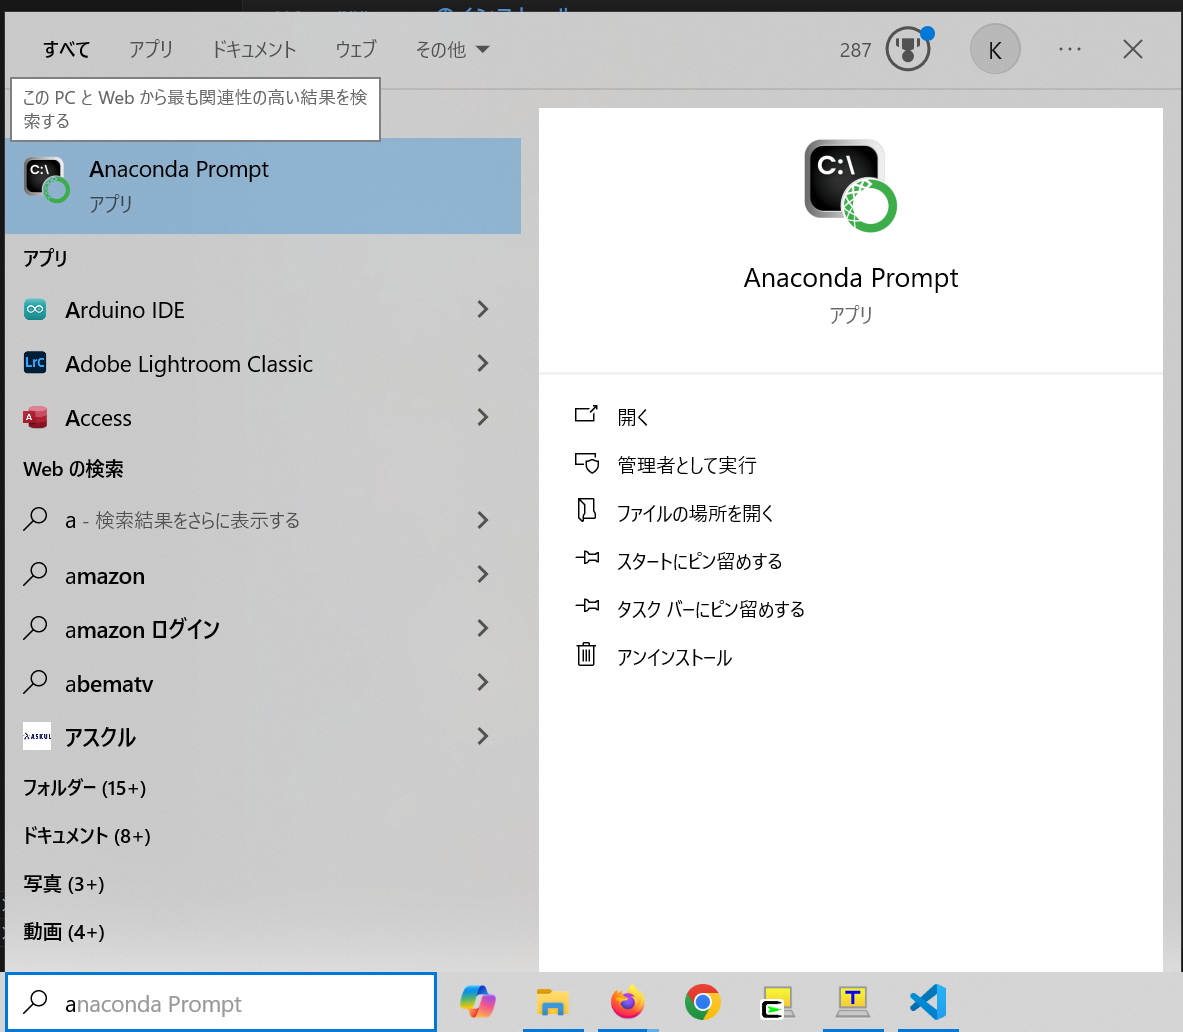 すべて アプリ ドキュメント ウェブ その他 287 K
この PC と Web から最も関連性の高い結果を検
索する
C:\ Anaconda Prompt
アプリ
アプリ
Arduino IDE
Lrc Adobe Lightroom Classic
A Access
Web の検索
a - 検索結果をさらに表示する
amazon
amazon ログイン
abematv
ASKUL アスクル
フォルダー (15+)
ドキュメント (8+)
写真 (3+)
動画 (4+)
C:\
Anaconda Prompt
アプリ
開く
管理者として実行
ファイルの場所を開く
スタートにピン留めする
タスク バーにピン留めする
アンインストール
anaconda Prompt
T